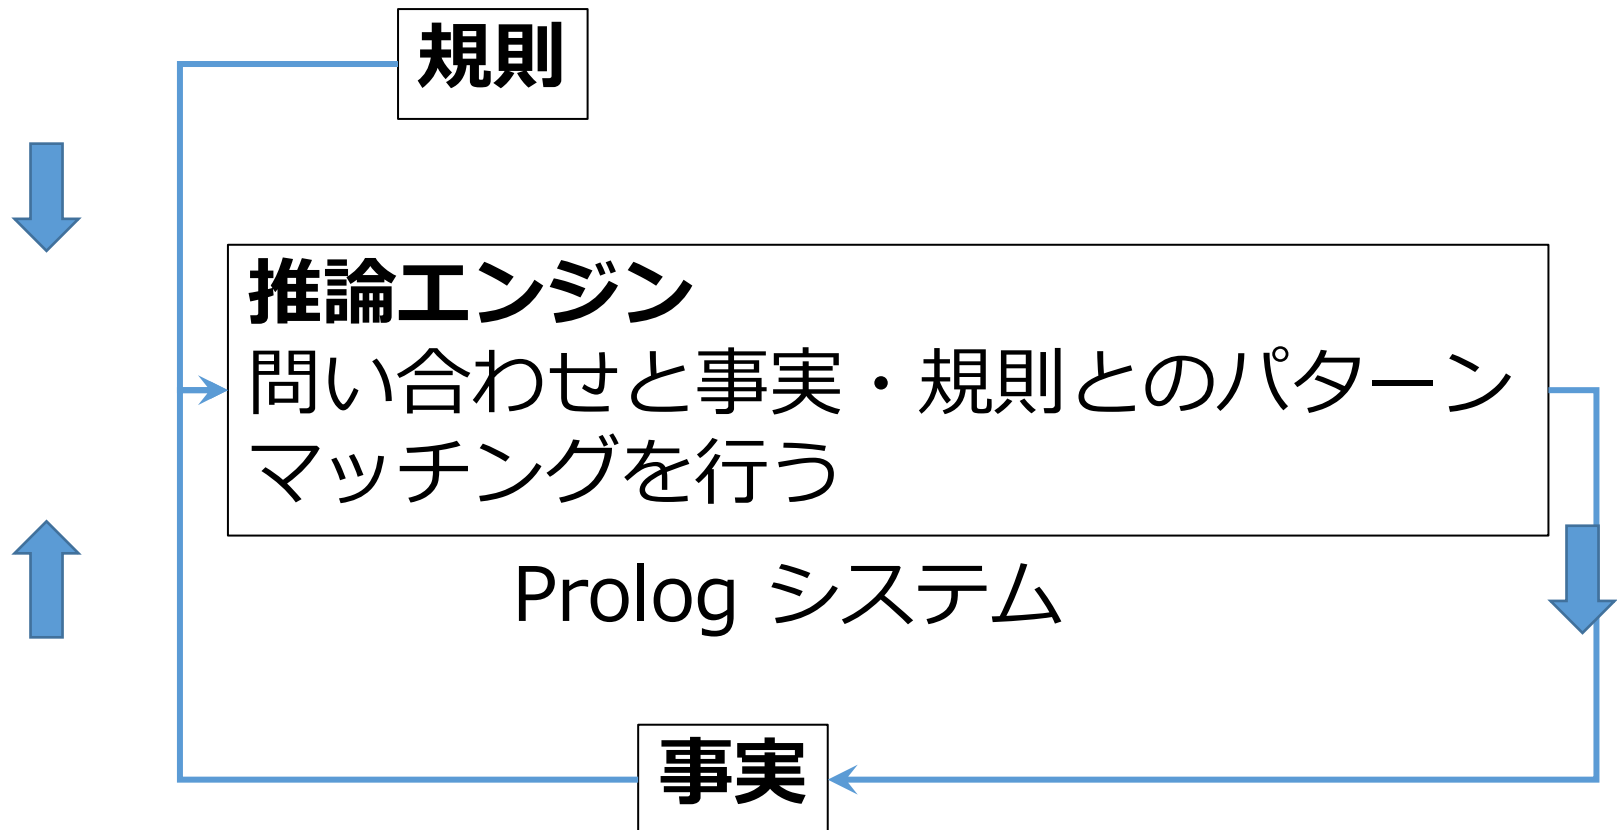 規則
推論エンジン
問い合わせと事実・規則とのパターン
マッチングを行う
Prolog システム
事実